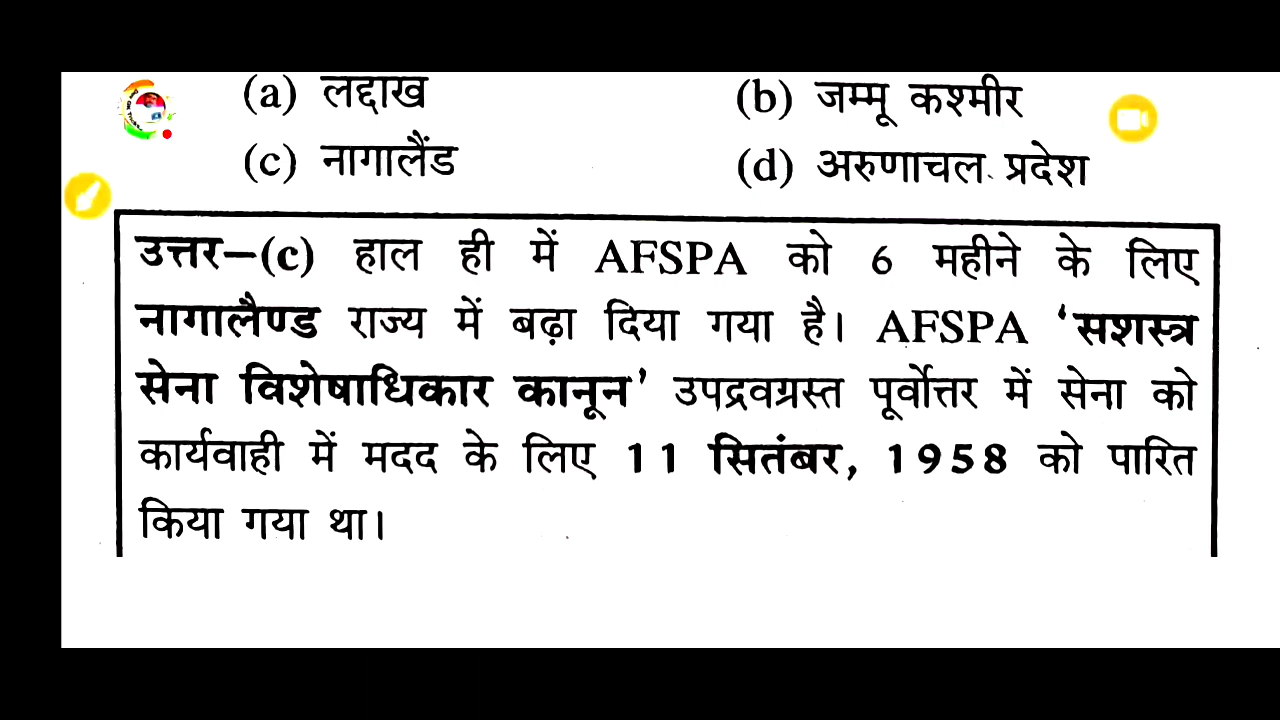 (a) लद्दाख (b) जम्मू कश्मीर
(c) नागालैंड (d) अरुणाचल प्रदेश
उत्तर–(c) हाल ही में AFSPA को 6 महीने के लिए
नागालैण्ड राज्य में बढ़ा दिया गया है। AFSPA ‘सशस्त्र
सेना विशेषाधिकार कानून’ उपद्रवग्रस्त पूर्वोत्तर में सेना को
कार्यवाही में मदद के लिए 11 सितंबर, 1958 को पारित
किया गया था।